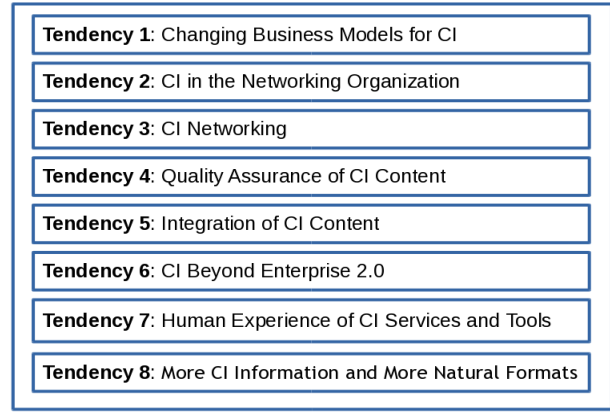 Tendency 1: Changing Business Models for CI
Tendency 2: CI in the Networking Organization
Tendency 3: CI Networking
Tendency 4: Quality Assurance of CI Content
Tendency 5: Integration of CI Content
Tendency 6: CI Beyond Enterprise 2.0
Tendency 7: Human Experience of CI Services and Tools
Tendency 8: More CI Information and More Natural Formats